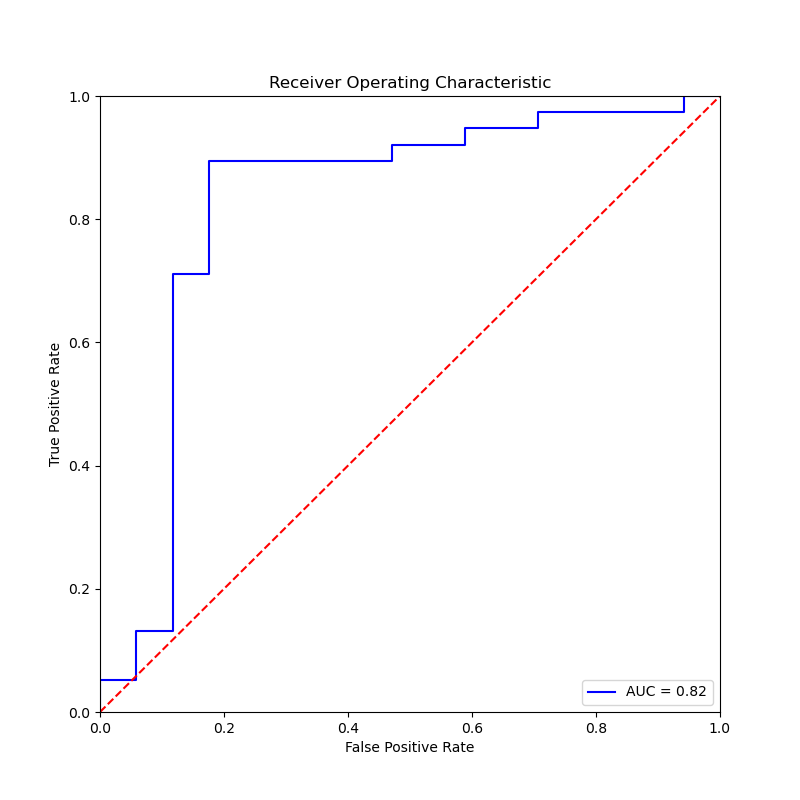 Receiver Operating Characteristic
True Positive Rate
1.0
0.8
0.6
0.4
0.2
0.0
AUC = 0.82
0.0 0.2 0.4 0.6 0.8 1.0
False Positive Rate